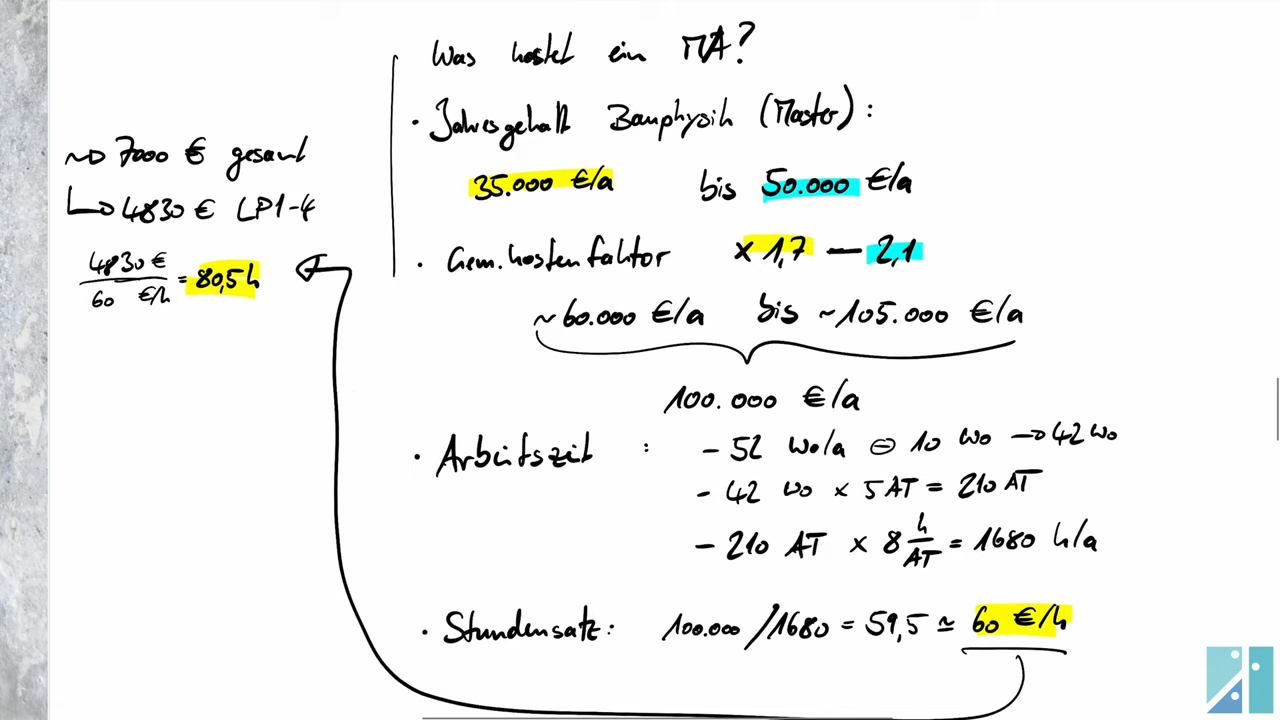 ~> 7000 € gesamt
↳ 4830 € LP1-4
4830 € / 60 €/h = 80,5 h
Was kostet ein MA?
· Jahresgehalt Bauphysik (Master):
35.000 €/a bis 50.000 €/a
· Gem.kostenfaktor x 1,7 — 2,1
~60.000 €/a bis ~105.000 €/a
100.000 €/a
· Arbeitszeit : - 52 Wo/a ⊖ 10 Wo → 42 Wo
- 42 Wo x 5 AT = 210 AT
- 210 AT x 8 h/AT = 1680 h/a
· Stundensatz: 100.000 / 1680 = 59,5 ≃ 60 €/h